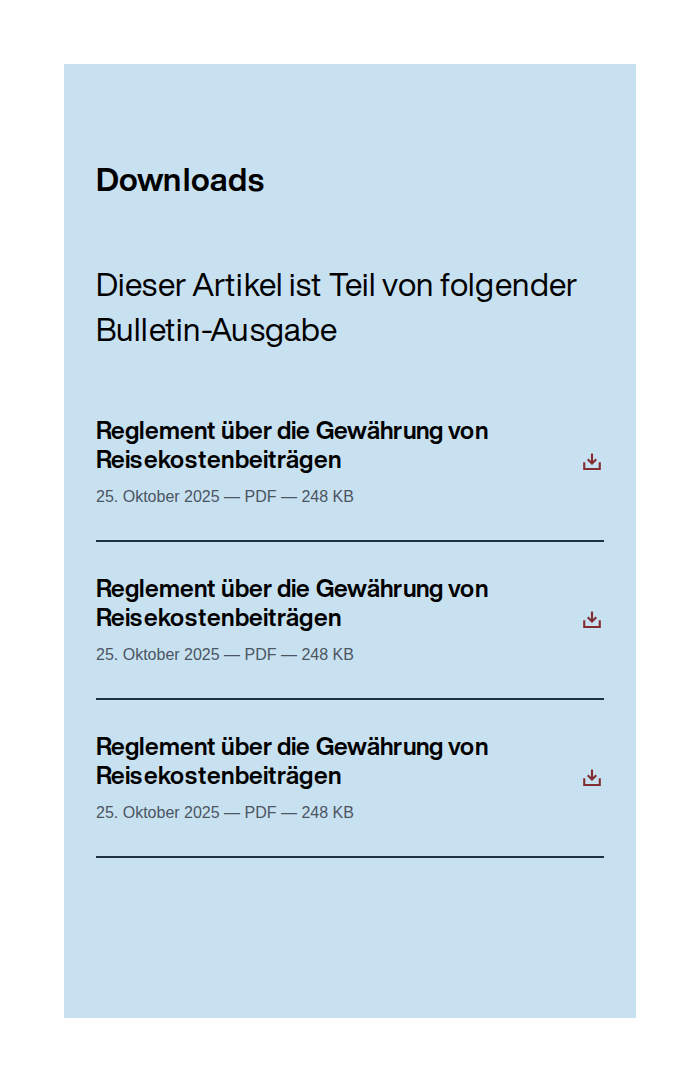 Downloads
Dieser Artikel ist Teil von folgender
Bulletin-Ausgabe
Reglement über die Gewährung von
Reisekostenbeiträgen
25. Oktober 2025 — PDF — 248 KB
Reglement über die Gewährung von
Reisekostenbeiträgen
25. Oktober 2025 — PDF — 248 KB
Reglement über die Gewährung von
Reisekostenbeiträgen
25. Oktober 2025 — PDF — 248 KB